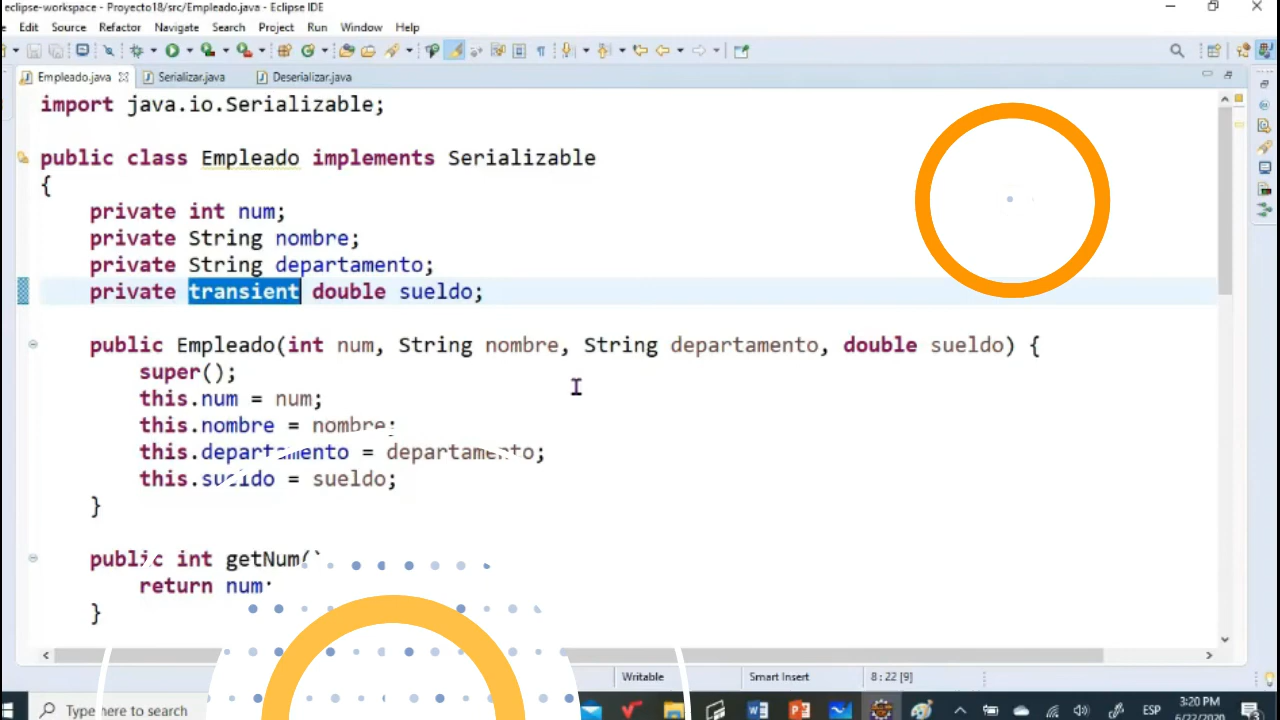 eclipse-workspace - Proyecto18/src/Empleado.java - Eclipse IDE
Edit Source Refactor Navigate Search Project Run Window Help
Empleado.java Serializar.java Deserializar.java
import java.io.Serializable;
public class Empleado implements Serializable
{
private int num;
private String nombre;
private String departamento;
private transient double sueldo;
public Empleado(int num, String nombre, String departamento, double sueldo) {
super();
this.num = num;
this.nombre = nombre;
this.departamento = departamento;
this.sueldo = sueldo;
}
public int getNum(
return num
}
Writable Smart Insert 8 : 22 [9]
Type here to search ESP 3:20 PM
6/22/2020